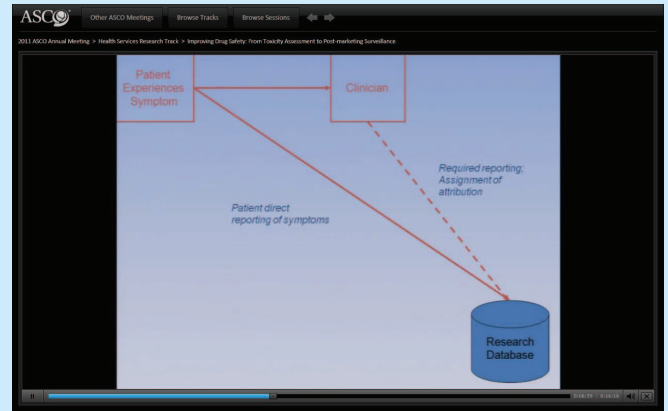 ASCO
Other ASCO Meetings
Browse Tracks
Browse Sessions
2011 ASCO Annual Meeting > Health Services Research Track > Improving Drug Safety: From Toxicity Assessment to Post-marketing Surveillance
Patient
Experiences
Symptom
Clinician
Required reporting;
Assignment of
attribution
Patient direct
reporting of symptoms
Research
Database